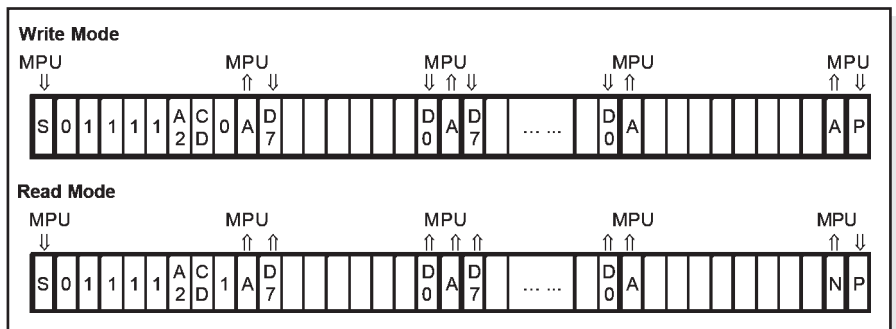 Write Mode
MPU MPU MPU MPU MPU
⇓ ⇑ ⇓ ⇓ ⇑ ⇓ ⇓ ⇑ ⇑ ⇓
S 0 1 1 1 1 A2 CD 0 A D7 D0 A D7 ... ... D0 A A P
Read Mode
MPU MPU MPU MPU MPU
⇓ ⇑ ⇑ ⇑ ⇑ ⇑ ⇑ ⇑ ⇑ ⇓
S 0 1 1 1 1 A2 CD 1 A D7 D0 A D7 ... ... D0 A N P